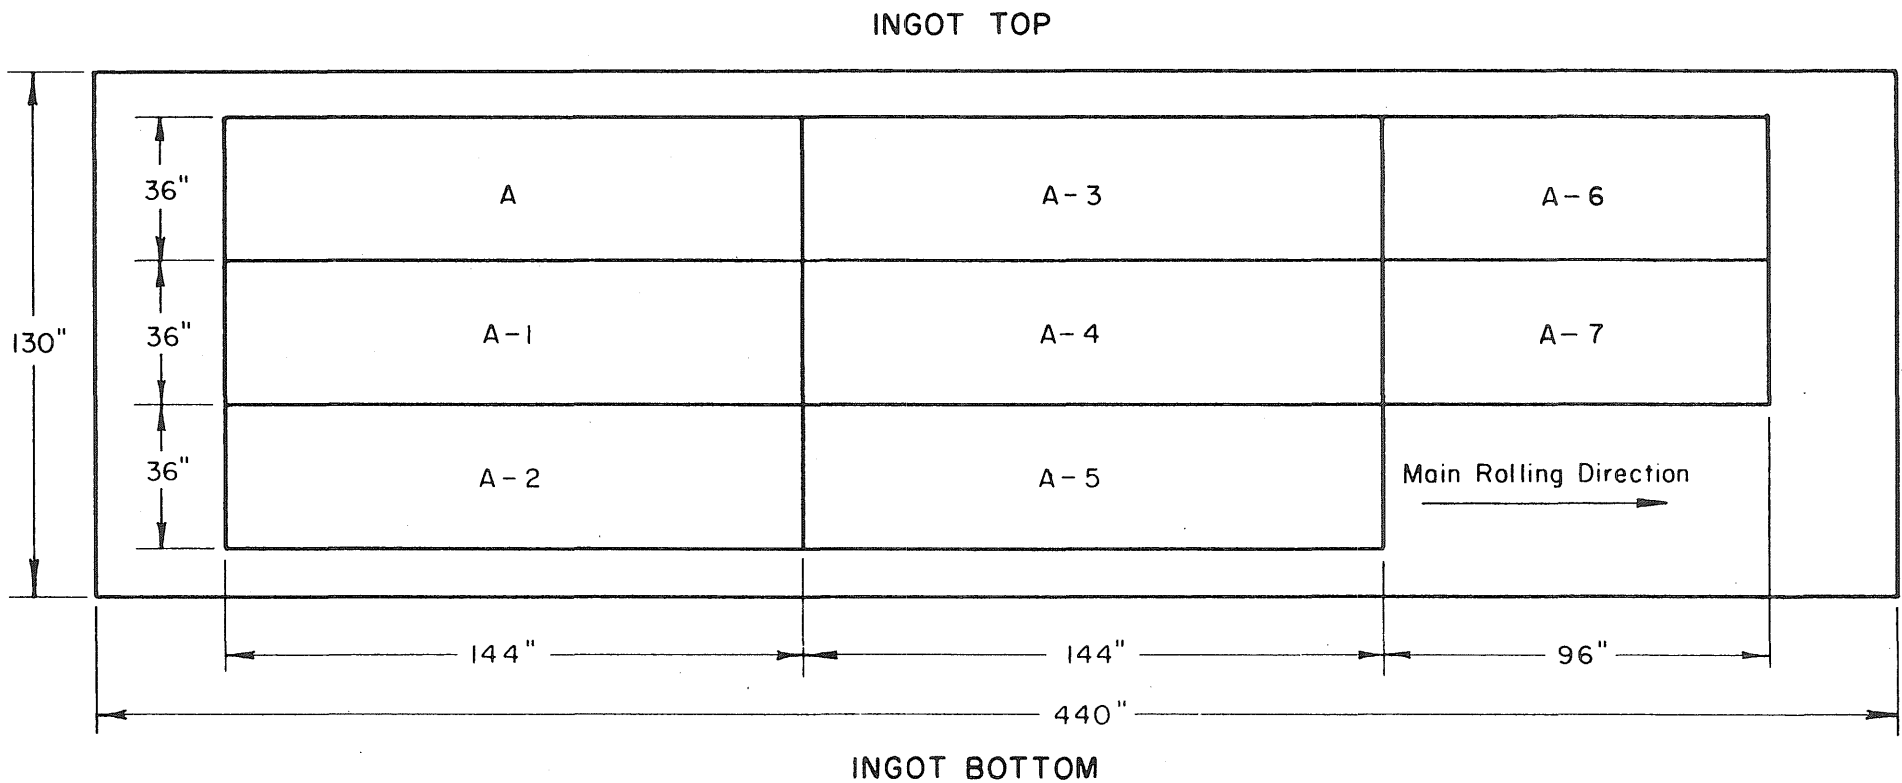 INGOT TOP
36"
A
A-3
A-6
130"
36"
A-1
A-4
A-7
36"
A-2
A-5
Main Rolling Direction
144"
144"
96"
440"
INGOT BOTTOM